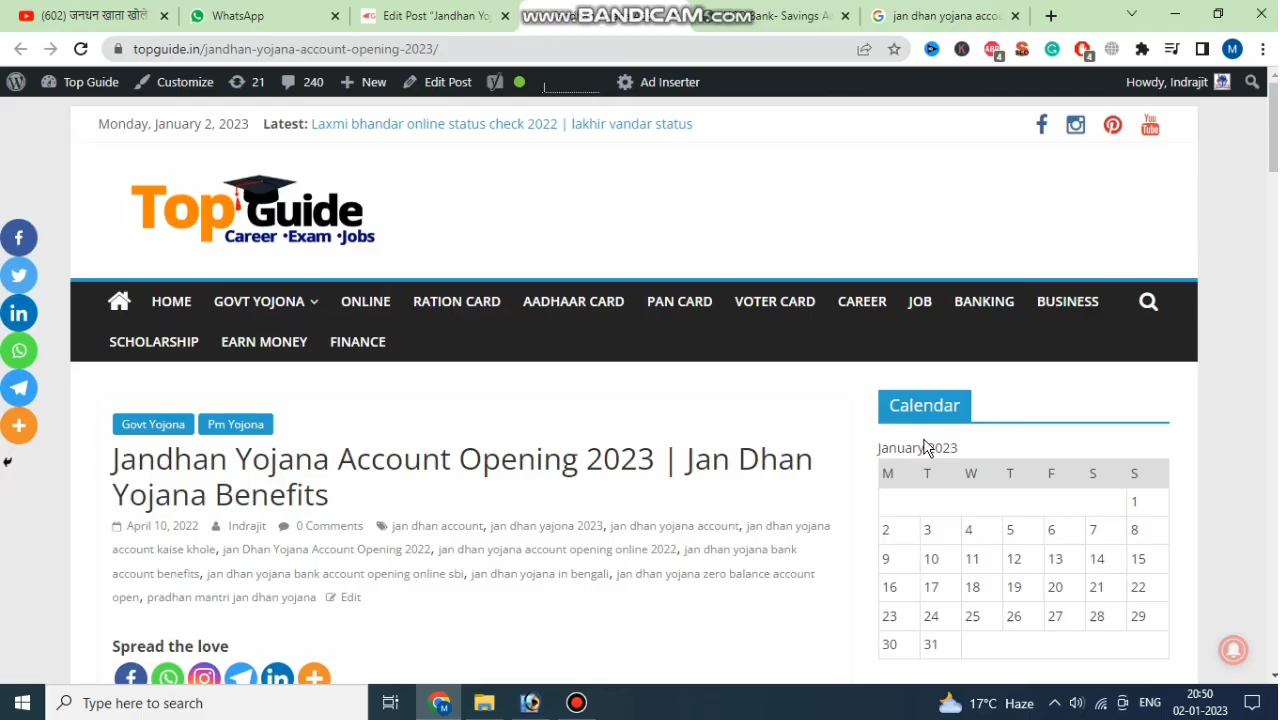 (602) जनधन खाता खोले
WhatsApp
Edit Post "Jandhan Yo
WWW.BANDICAM.COM
Bank- Savings A
jan dhan yojana acco
topguide.in/jandhan-yojana-account-opening-2023/
Top Guide
Customize
21
240
New
Edit Post
Ad Inserter
Howdy, Indrajit
Monday, January 2, 2023
Latest: Laxmi bhandar online status check 2022 | lakhir vandar status
You
Tube
Top Guide
Career •Exam •Jobs
HOME GOVT YOJONA ONLINE RATION CARD AADHAAR CARD PAN CARD VOTER CARD CAREER JOB BANKING BUSINESS
SCHOLARSHIP EARN MONEY FINANCE
Govt Yojona Pm Yojona
Jandhan Yojana Account Opening 2023 | Jan Dhan
Yojana Benefits
April 10, 2022 Indrajit 0 Comments jan dhan account, jan dhan yajona 2023, jan dhan yojana account, jan dhan yojana
account kaise khole, jan Dhan Yojana Account Opening 2022, jan dhan yojana account opening online 2022, jan dhan yojana bank
account benefits, jan dhan yojana bank account opening online sbi, jan dhan yojana in bengali, jan dhan yojana zero balance account
open, pradhan mantri jan dhan yojana Edit
Spread the love
Calendar
January 2023
M T W T F S S
1
2 3 4 5 6 7 8
9 10 11 12 13 14 15
16 17 18 19 20 21 22
23 24 25 26 27 28 29
30 31
Type here to search
17°C Haze
ENG
20:50
02-01-2023